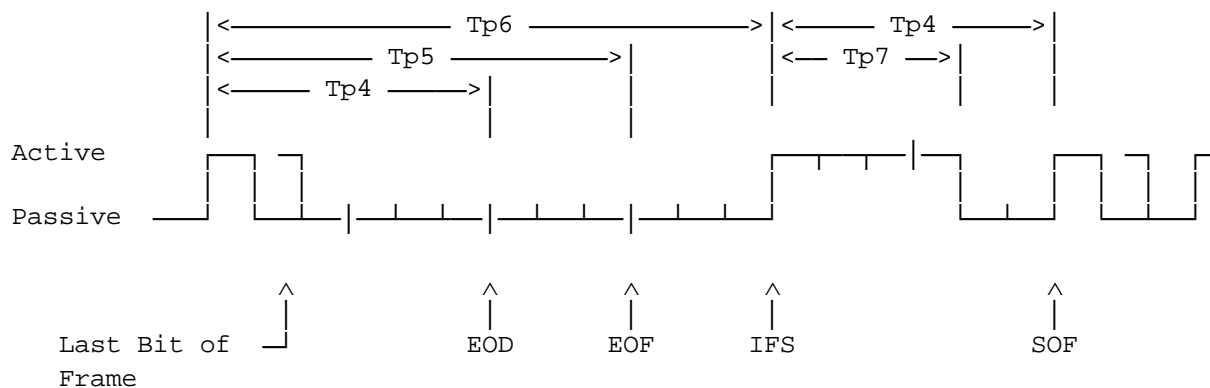 Tp6 Tp4
Tp5 Tp7
Tp4
Active
Passive
Last Bit of EOD EOF IFS SOF
Frame